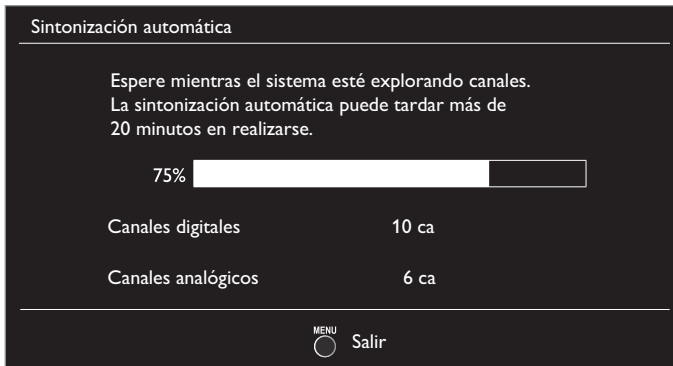 Sintonización automática
Espere mientras el sistema esté explorando canales.
La sintonización automática puede tardar más de
20 minutos en realizarse.
75%
Canales digitales 10 ca
Canales analógicos 6 ca
MENU Salir